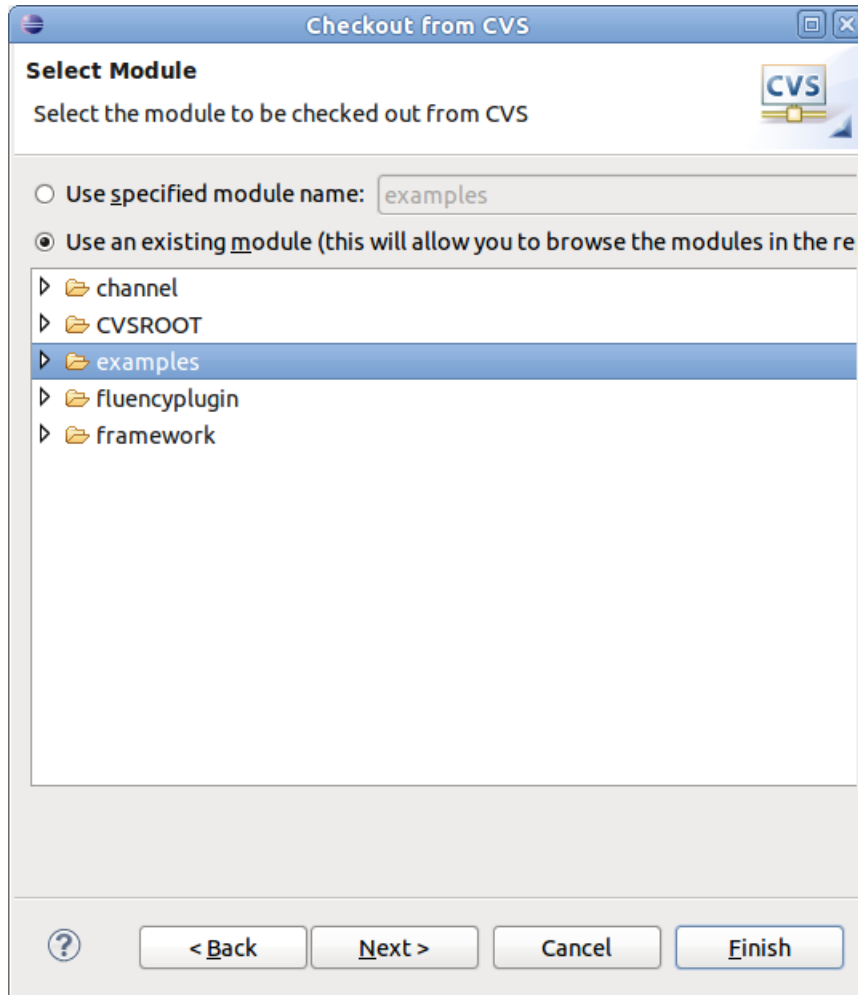 Checkout from CVS
Select Module
Select the module to be checked out from CVS
CVS
Use specified module name: examples
Use an existing module (this will allow you to browse the modules in the re
channel
CVSROOT
examples
fluencyplugin
framework
? < Back Next > Cancel Finish